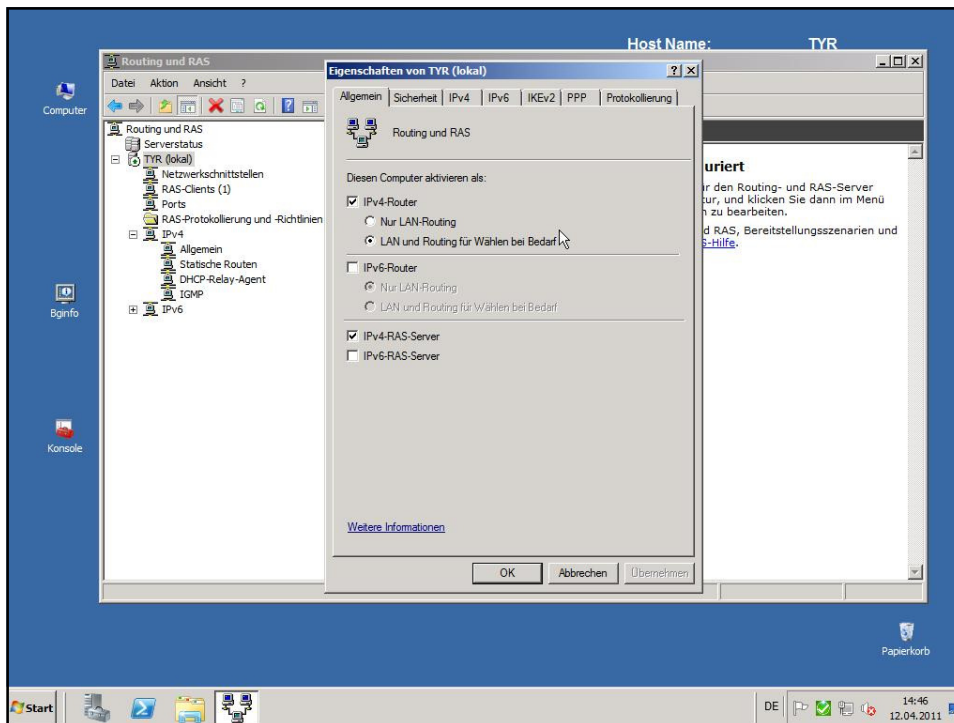 Host Name: TYR
Computer
Bginfo
Konsole
Papierkorb
Routing und RAS
Datei Aktion Ansicht ?
Routing und RAS
Serverstatus
TYR (lokal)
Netzwerkschnittstellen
RAS-Clients (1)
Ports
RAS-Protokollierung und -Richtlinien
IPv4
Allgemein
Statische Routen
DHCP-Relay-Agent
IGMP
IPv6
uriert
den Routing- und RAS-Server
tur, und klicken Sie dann im Menü
zu bearbeiten.
RAS, Bereitstellungsszenarien und
S-Hilfe.
Eigenschaften von TYR (lokal)
Allgemein Sicherheit IPv4 IPv6 IKEv2 PPP Protokollierung
Routing und RAS
Diesen Computer aktivieren als:
IPv4-Router
Nur LAN-Routing
LAN und Routing für Wählen bei Bedarf
IPv6-Router
Nur LAN-Routing
LAN und Routing für Wählen bei Bedarf
IPv4-RAS-Server
IPv6-RAS-Server
Weitere Informationen
OK Abbrechen Übernehmen
Start
DE
14:46
12.04.2011